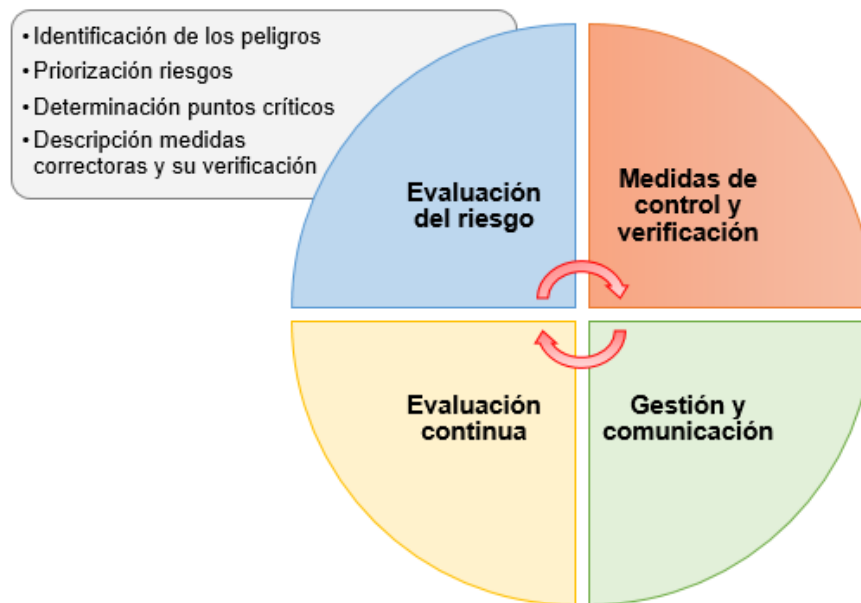 • Identificación de los peligros
• Priorización riesgos
• Determinación puntos críticos
• Descripción medidas
correctoras y su verificación
Evaluación
del riesgo
Medidas de
control y
verificación
Evaluación
continua
Gestión y
comunicación